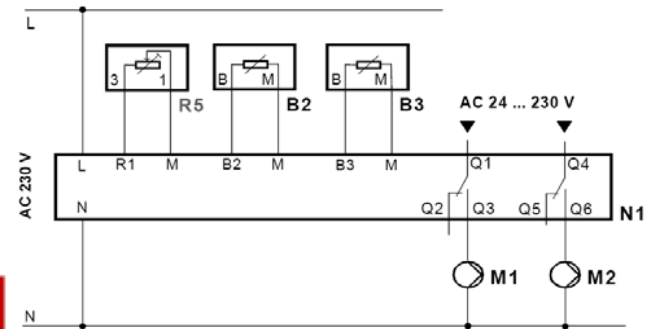 L
3 1 B M B M
R5 B2 B3 AC 24 ... 230 V
AC 230 V
L R1 M B2 M B3 M Q1 Q4
N Q2 Q3 Q5 Q6 N1
M1 M2
N